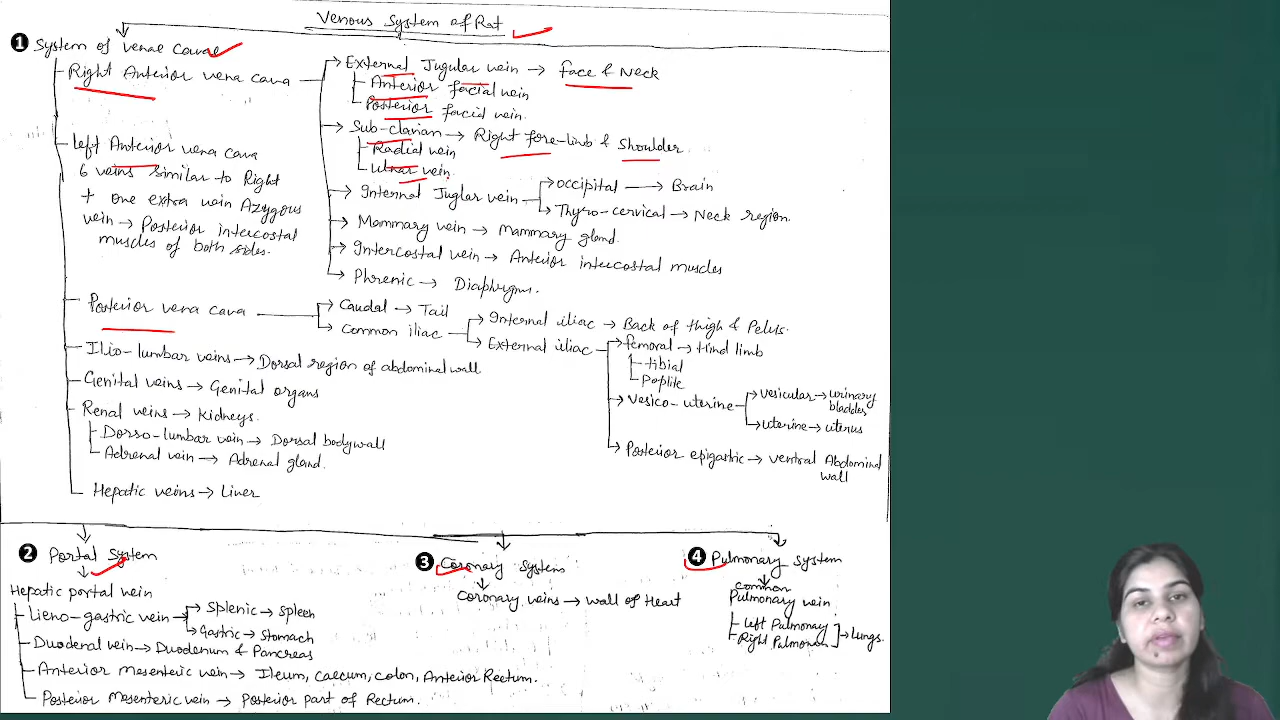 Venous System of Rat
1 System of venae cavae
Right Anterior vena cava
External Jugular vein → face & Neck
Anterior facial vein
Posterior facial vein
Sub-clavian → Right fore-limb & Shoulder
Radial vein
Ulnar vein
Internal Juglar vein
occipital → Brain
Thyro-cervical → Neck region.
Mammary vein → mammary gland.
Intercostal vein → Anterior intercostal muscles
Phrenic → Diaphragm.
left Anterior vena cava
6 veins similar to Right
+ one extra vein Azygous
vein → Posterior intercostal
muscles of both sides.
Posterior vena cava
Caudal → Tail
Common iliac
Internal iliac → Back of thigh & Pelvis.
External iliac
femoral → Hind limb
tibial
Poplite
Vesico-uterine
vesicular → urinary
bladder
uterine → uterus
Posterior epigastric → ventral Abdominal
wall
Ilio-lumbar veins → Dorsal region of abdominal wall
Genital veins → Genital organs
Renal veins → Kidneys.
Dorso-lumbar vein → Dorsal bodywall
Adrenal vein → Adrenal gland.
Hepatic veins → Liver
2 Portal System
Hepatic portal vein
Lieno-gastric vein
Splenic → Spleen
Gastric → Stomach
Duodenal vein → Duodenum & Pancreas
Anterior mesenteric vein → Ileum, caecum, colon, Anterior Rectum.
Posterior Mesenteric vein → Posterior part of Rectum.
3 Coronary System
Coronary veins → wall of Heart
4 Pulmonary System
common
Pulmonary vein
left Pulmonary
Right Pulmonary
→ Lungs.